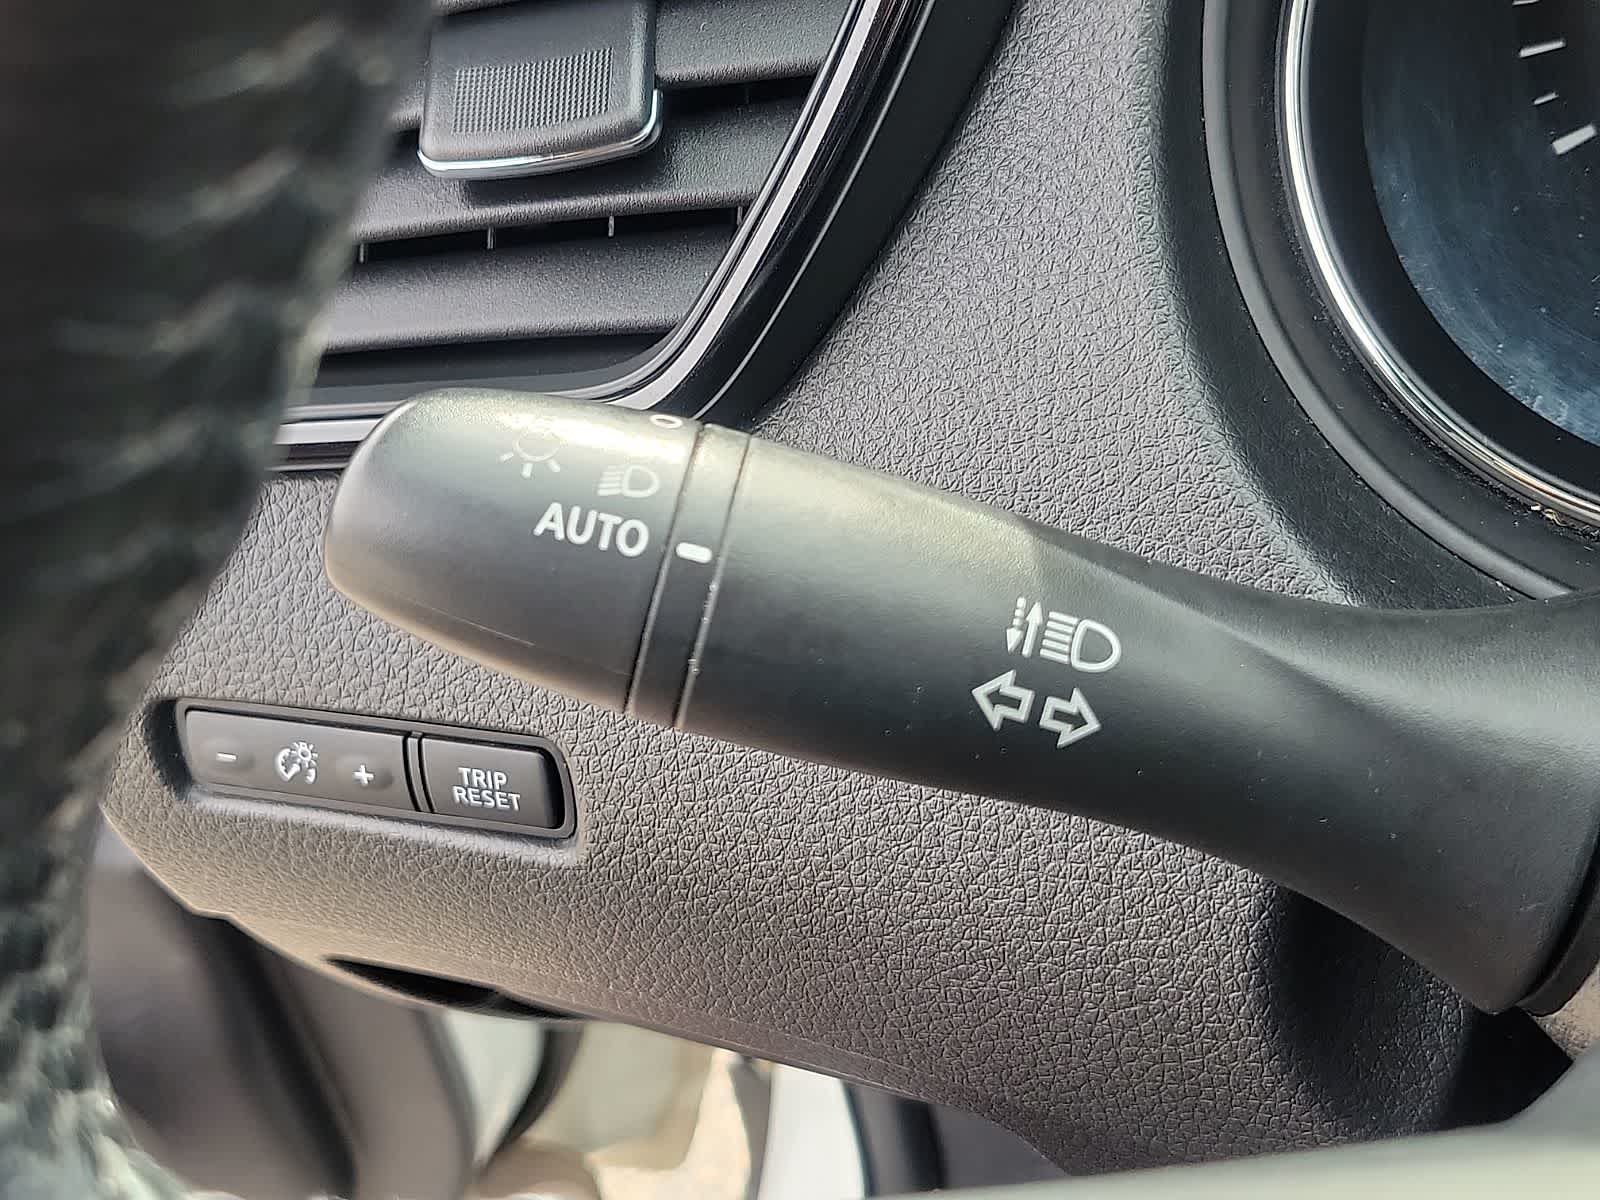 AUTO
- +
TRIP
RESET